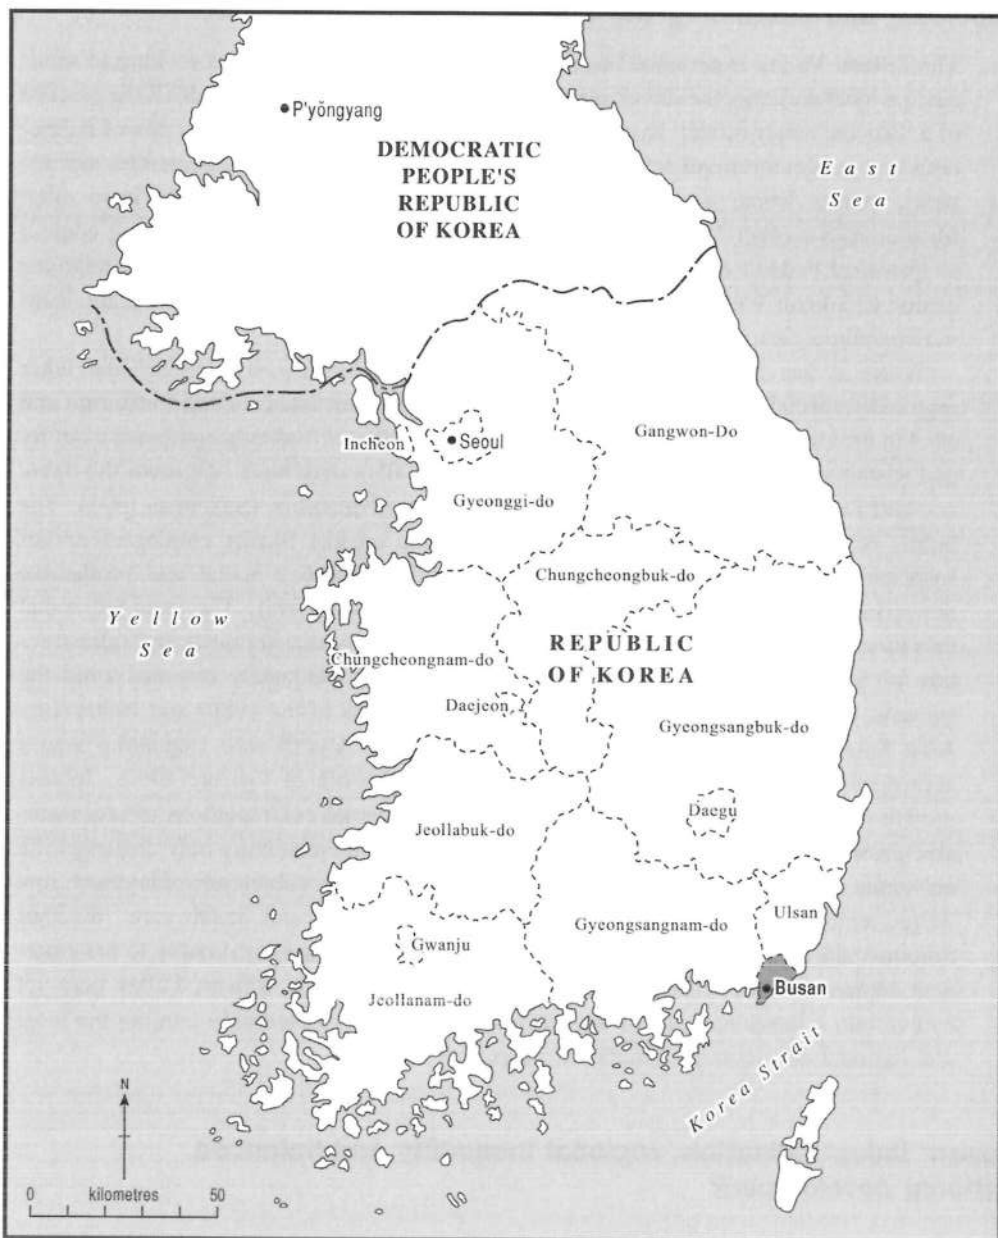 P'yŏngyang
DEMOCRATIC
PEOPLE'S
REPUBLIC
OF KOREA
East
Sea
Gangwon-Do
Incheon
Seoul
Gyeonggi-do
Chungcheongbuk-do
Yellow
Sea
REPUBLIC
OF KOREA
Chungcheongnam-do
Daejeon
Gyeongsangbuk-do
Daegu
Jeollabuk-do
Gyeongsangnam-do
Ulsan
Gwanju
Busan
Jeollanam-do
Korea Strait
N
0 kilometres 50